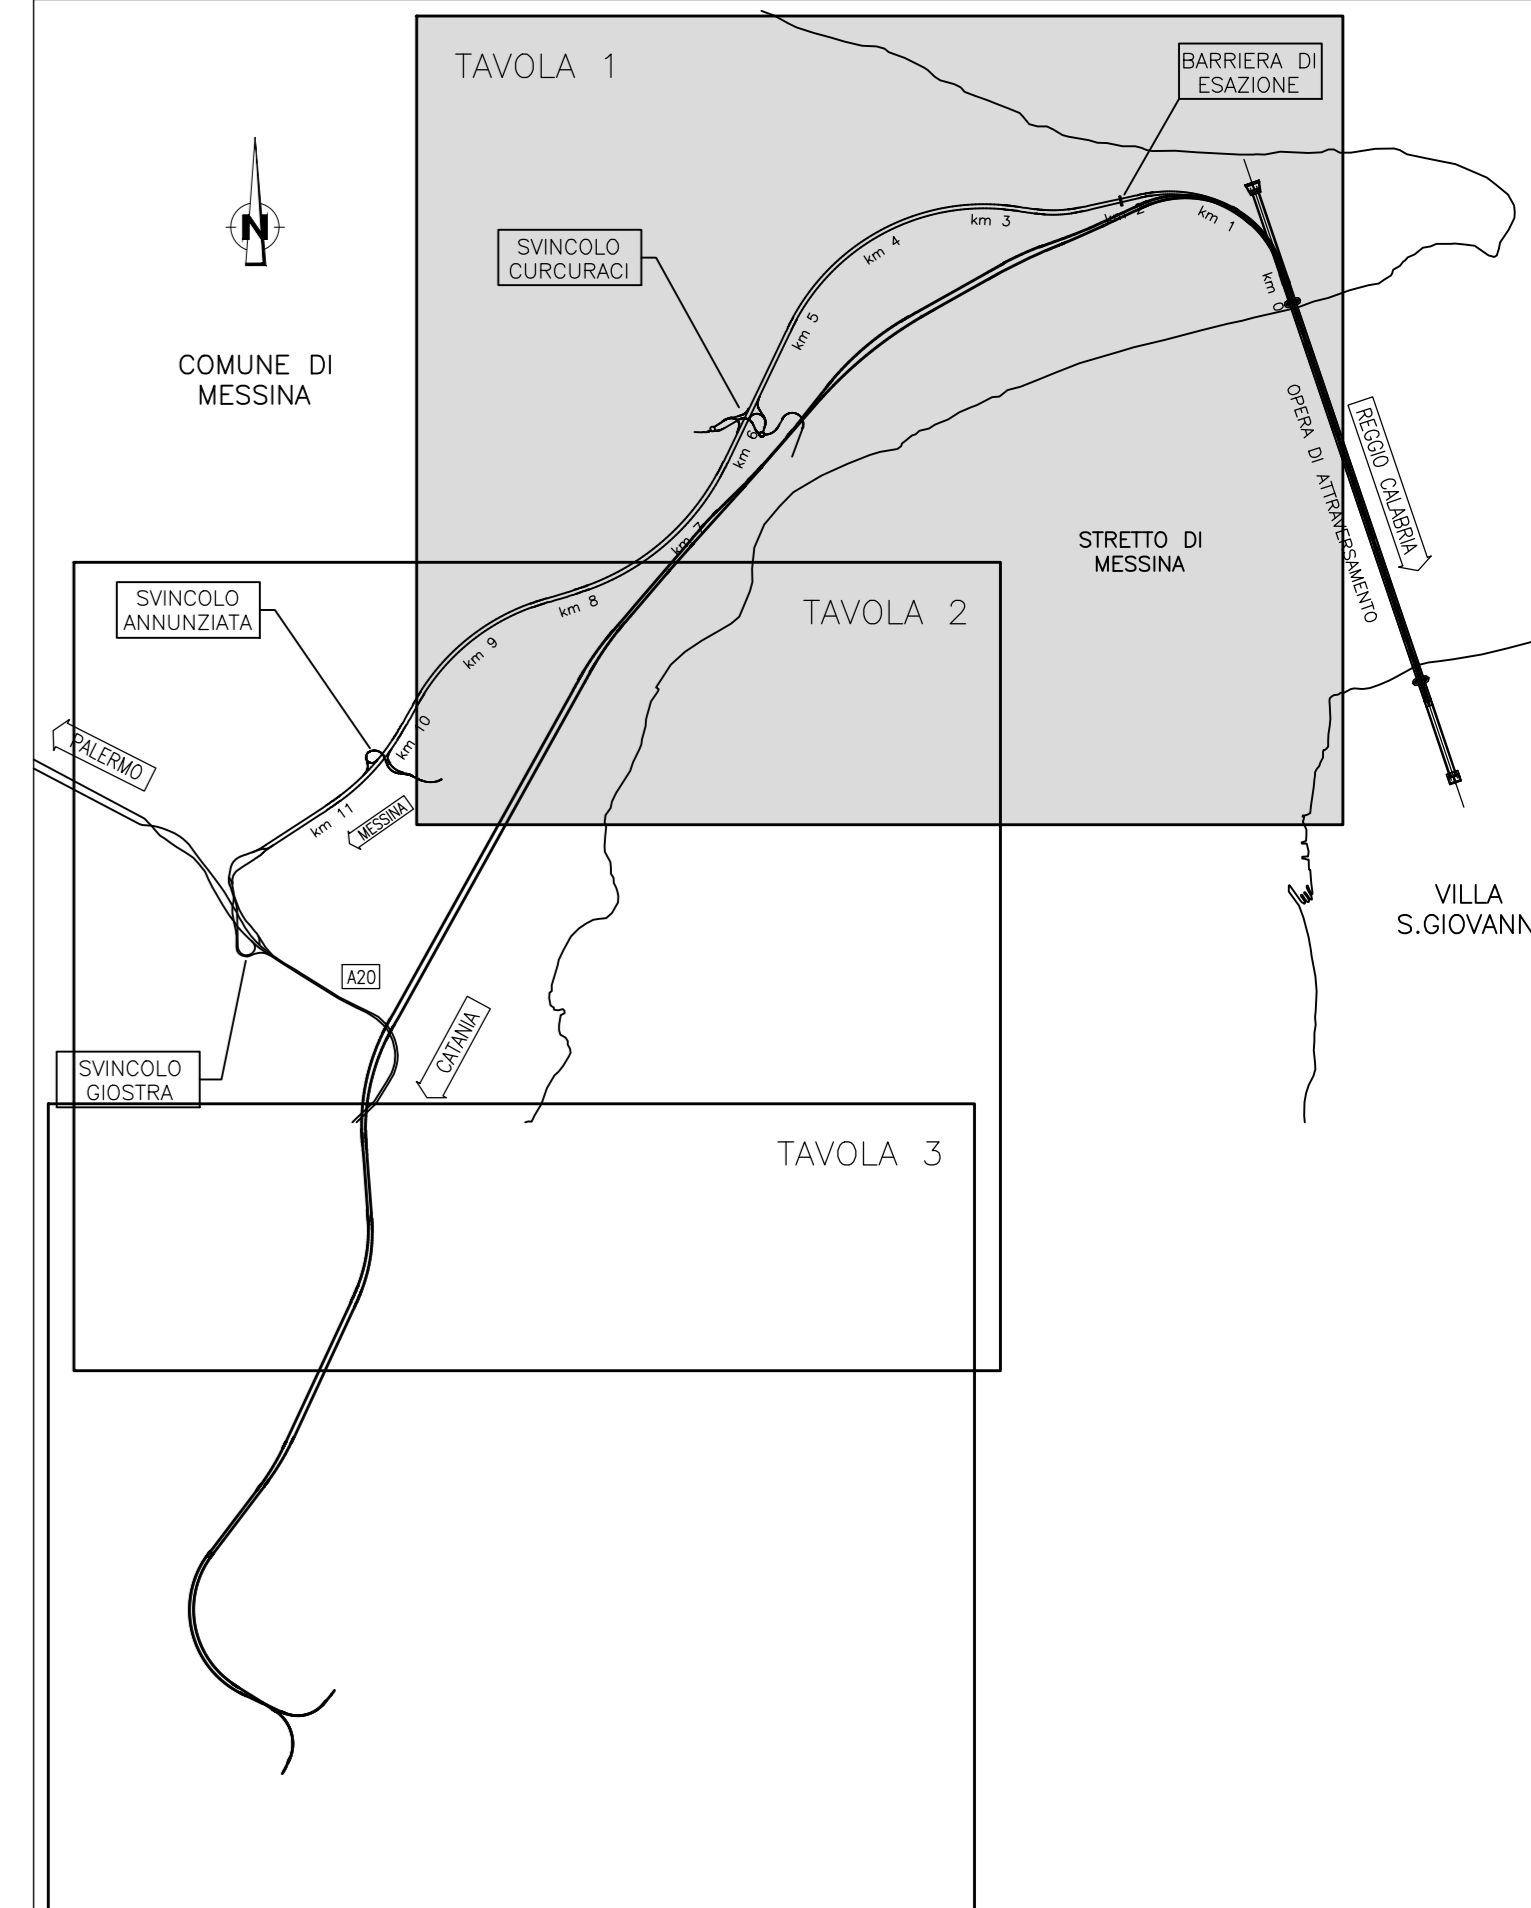 TAVOLA 1
BARRIERA DI
ESAZIONE
N
SVINCOLO
CURCURACI
km 4
km 3
km 2
km 1
km 0
km 5
COMUNE DI
MESSINA
km 6
OPERA DI ATTRAVERSAMENTO
REGGIO CALABRIA
STRETTO DI
MESSINA
km 7
SVINCOLO
ANNUNZIATA
km 8
TAVOLA 2
km 9
km 10
PALERMO
km 11
MESSINA
VILLA
S.GIOVANN
A20
CATANIA
SVINCOLO
GIOSTRA
TAVOLA 3